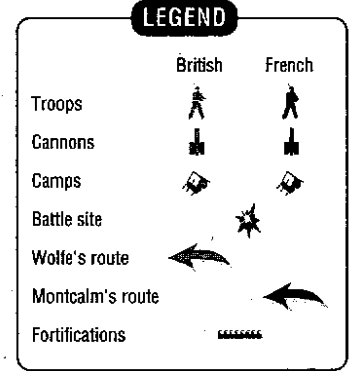 LEGEND
British French
Troops
Cannons
Camps
Battle site
Wolfe's route
Montcalm's route
Fortifications